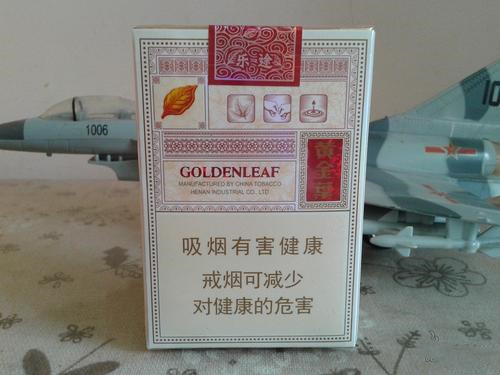 乐途
GOLDENLEAF
MANUFACTURED BY CHINA TOBACCO
HENAN INDUSTRIAL CO., LTD
黄金叶
吸烟有害健康
戒烟可减少
对健康的危害
1006
10